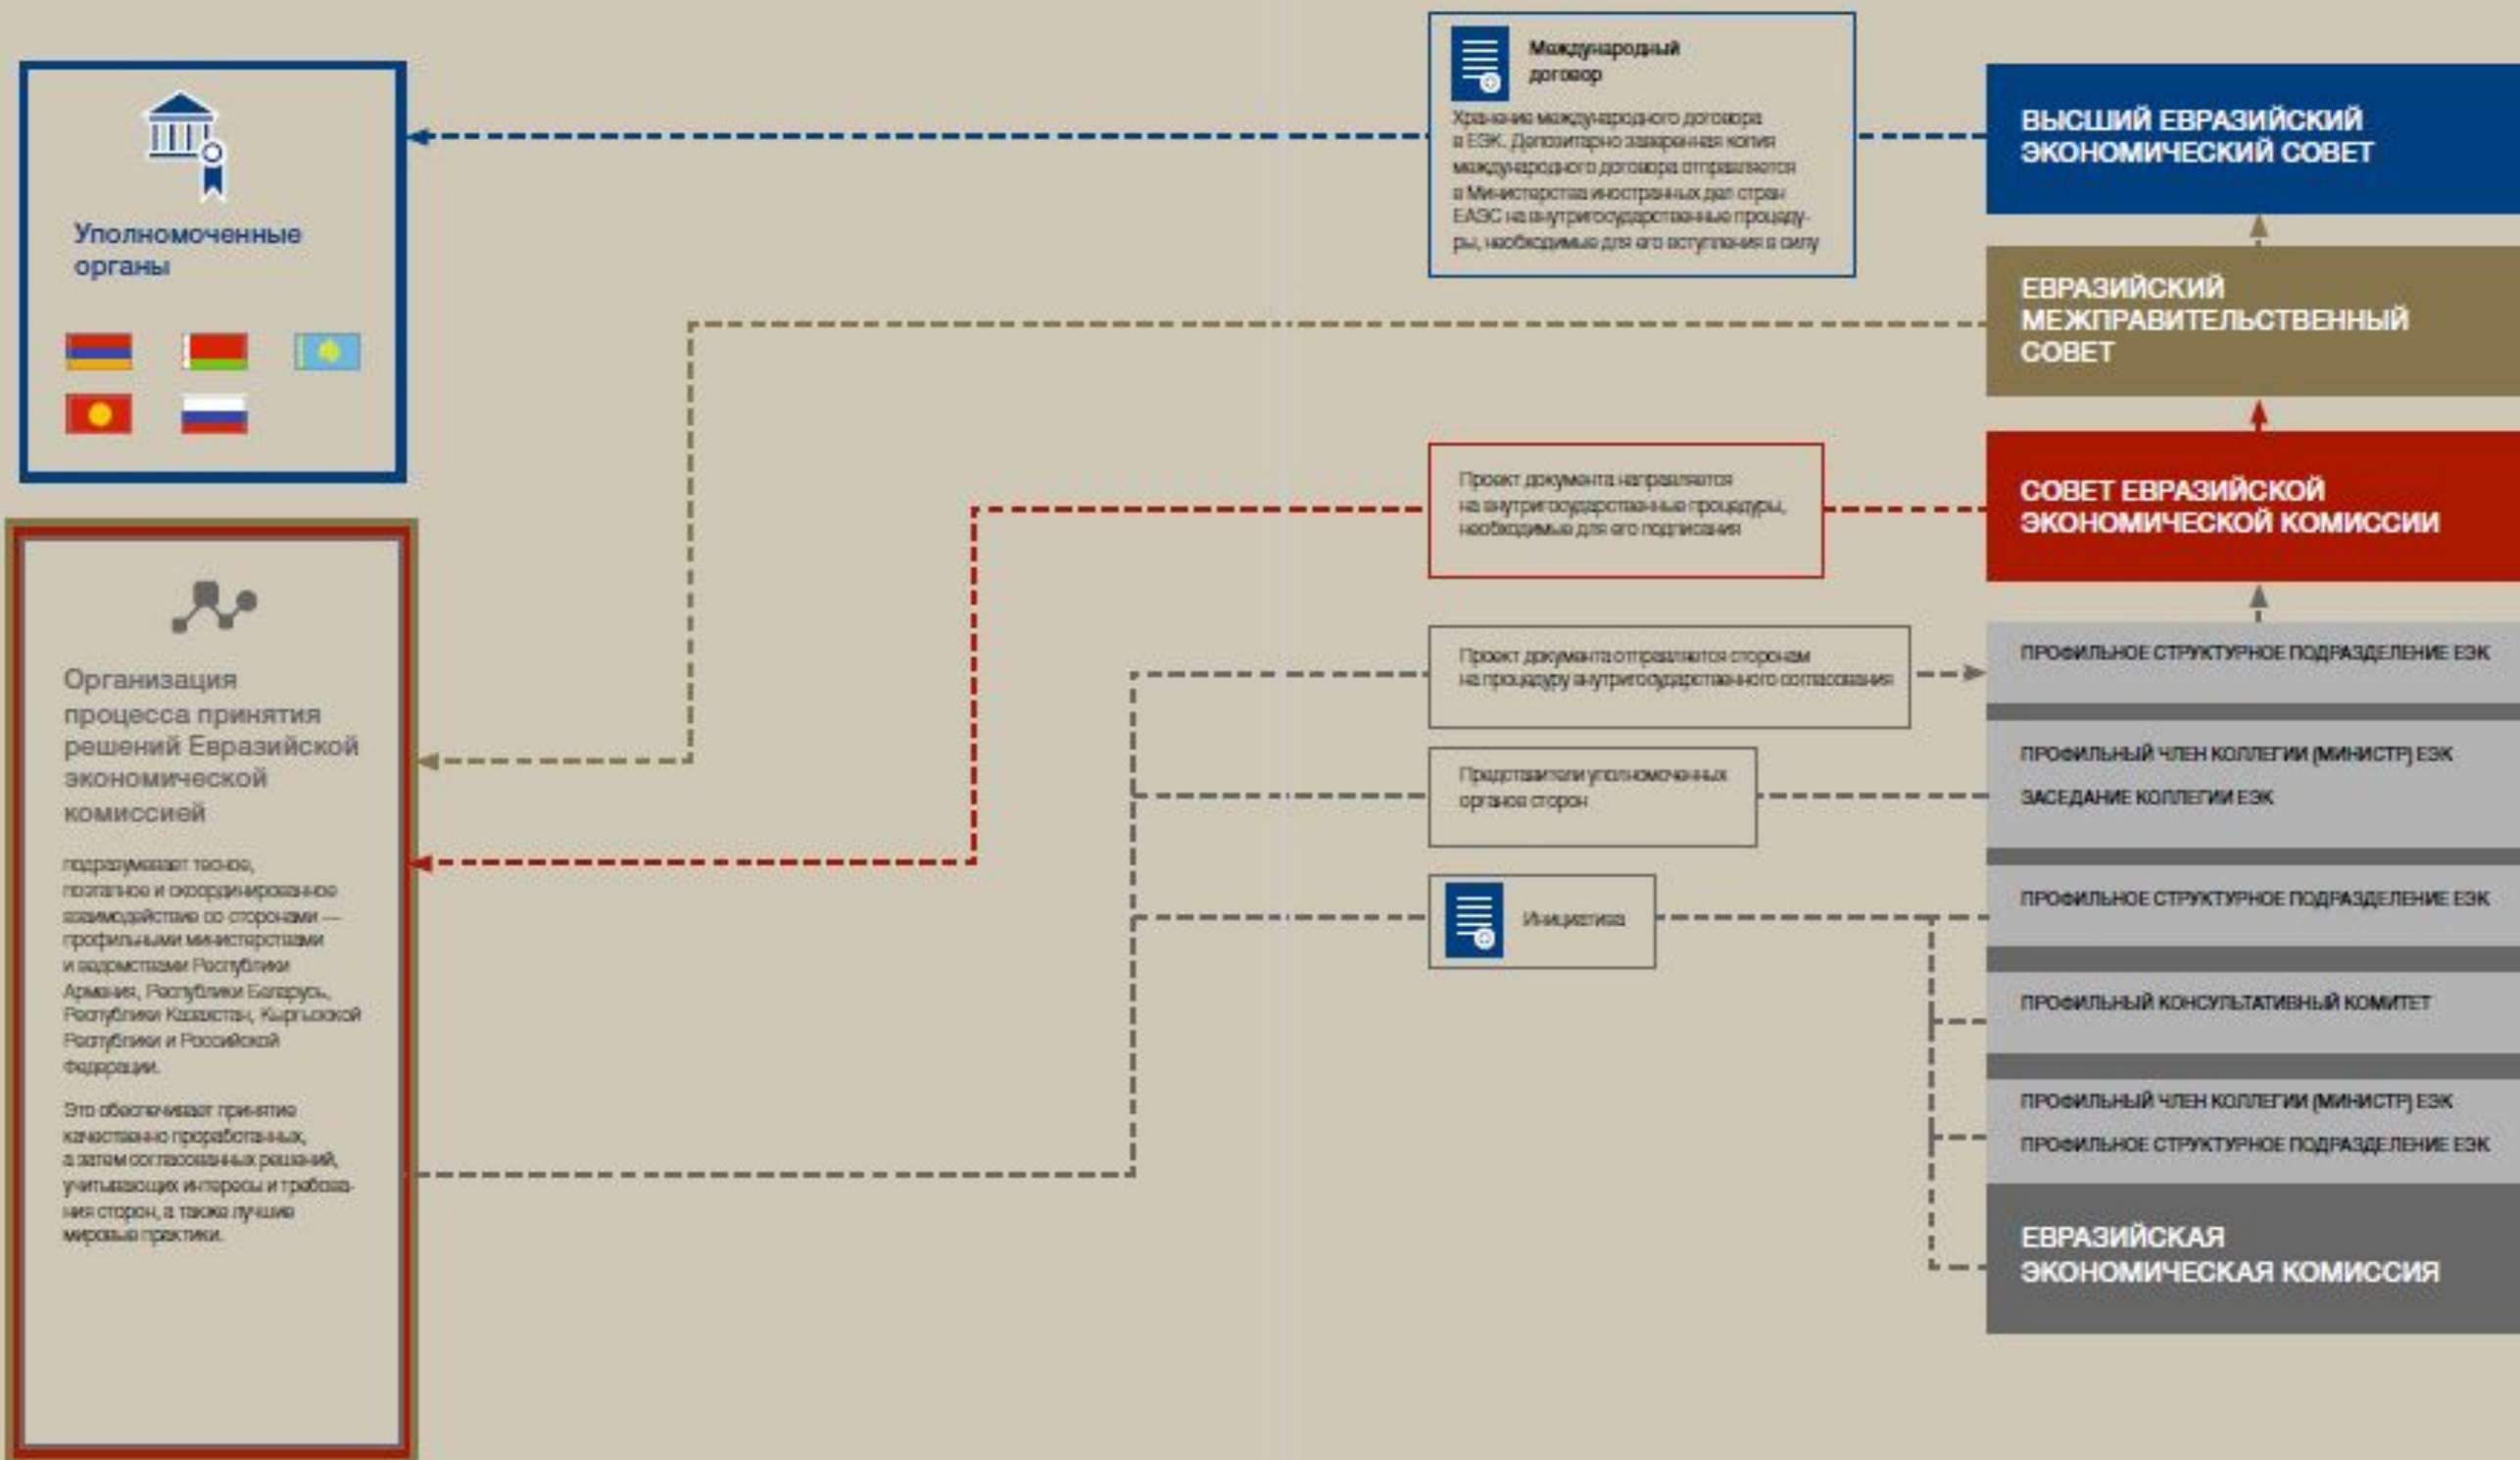 Уполномоченные
органы
Организация
процесса принятия
решений Евразийской
экономической
комиссией
подразумевает тесное,
поэтапное и скоординированное
взаимодействие со сторонами —
профильными министерствами
и ведомствами Республики
Армения, Республики Беларусь,
Республики Казахстан, Кыргызской
Республики и Российской
Федерации.
Это обеспечивает принятие
качественно проработанных,
а затем согласованных решений,
учитывающих интересы и требова-
ния сторон, а также лучшие
мировые практики.
Международный
договор
Хранение международного договора
в ЕЭК. Депозитарно заверенная копия
международного договора отправляется
в Министерства иностранных дел стран
ЕАЭС на внутригосударственные процеду-
ры, необходимые для его вступления в силу
Проект документа направляется
на внутригосударственные процедуры,
необходимые для его подписания
Проект документа отправляется сторонам
на процедуру внутригосударственного согласования
Представители уполномоченных
органов сторон
Инициатива
ВЫСШИЙ ЕВРАЗИЙСКИЙ
ЭКОНОМИЧЕСКИЙ СОВЕТ
ЕВРАЗИЙСКИЙ
МЕЖПРАВИТЕЛЬСТВЕННЫЙ
СОВЕТ
СОВЕТ ЕВРАЗИЙСКОЙ
ЭКОНОМИЧЕСКОЙ КОМИССИИ
ПРОФИЛЬНОЕ СТРУКТУРНОЕ ПОДРАЗДЕЛЕНИЕ ЕЭК
ПРОФИЛЬНЫЙ ЧЛЕН КОЛЛЕГИИ (МИНИСТР) ЕЭК
ЗАСЕДАНИЕ КОЛЛЕГИИ ЕЭК
ПРОФИЛЬНОЕ СТРУКТУРНОЕ ПОДРАЗДЕЛЕНИЕ ЕЭК
ПРОФИЛЬНЫЙ КОНСУЛЬТАТИВНЫЙ КОМИТЕТ
ПРОФИЛЬНЫЙ ЧЛЕН КОЛЛЕГИИ (МИНИСТР) ЕЭК
ПРОФИЛЬНОЕ СТРУКТУРНОЕ ПОДРАЗДЕЛЕНИЕ ЕЭК
ЕВРАЗИЙСКАЯ
ЭКОНОМИЧЕСКАЯ КОМИССИЯ